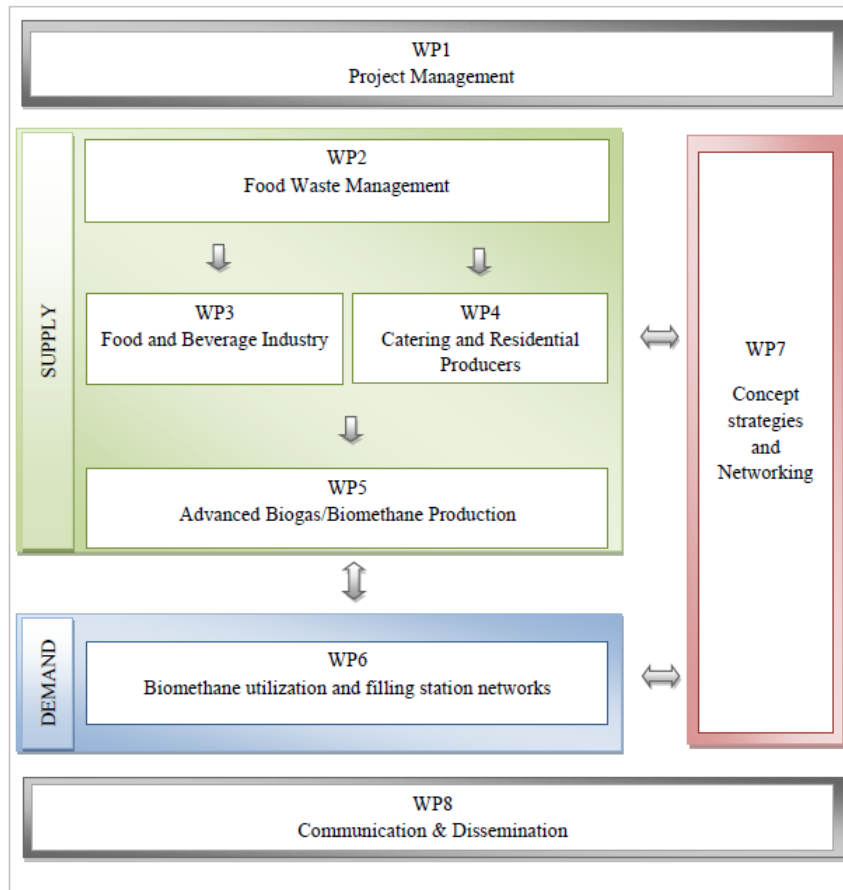 WP1
Project Management
SUPPLY
WP2
Food Waste Management
WP3
Food and Beverage Industry
WP4
Catering and Residential
Producers
WP5
Advanced Biogas/Biomethane Production
WP7
Concept
strategies
and
Networking
DEMAND
WP6
Biomethane utilization and filling station networks
WP8
Communication & Dissemination